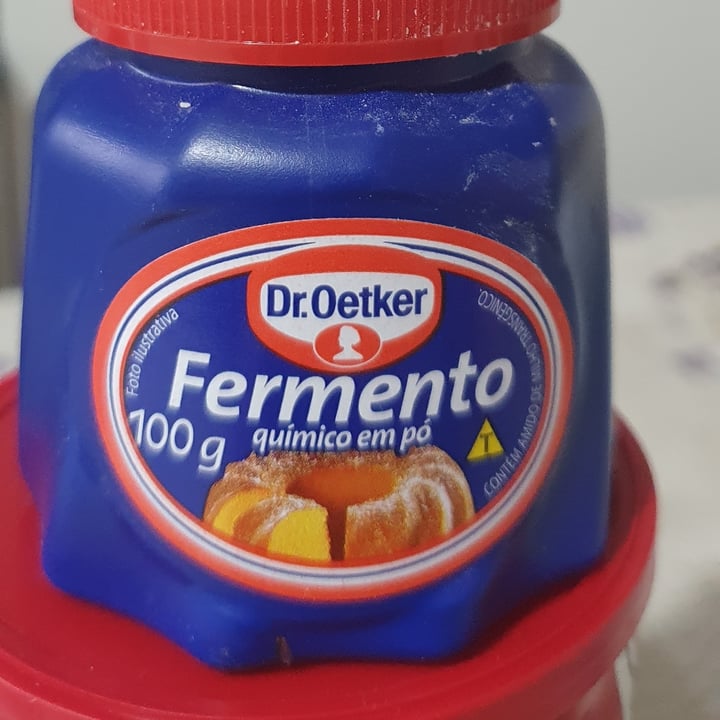 Dr.Oetker
Foto ilustrativa
Fermento
100 g
químico em pó
T
CONTÉM AMIDO DE MILHO TRANSGÊNICO.